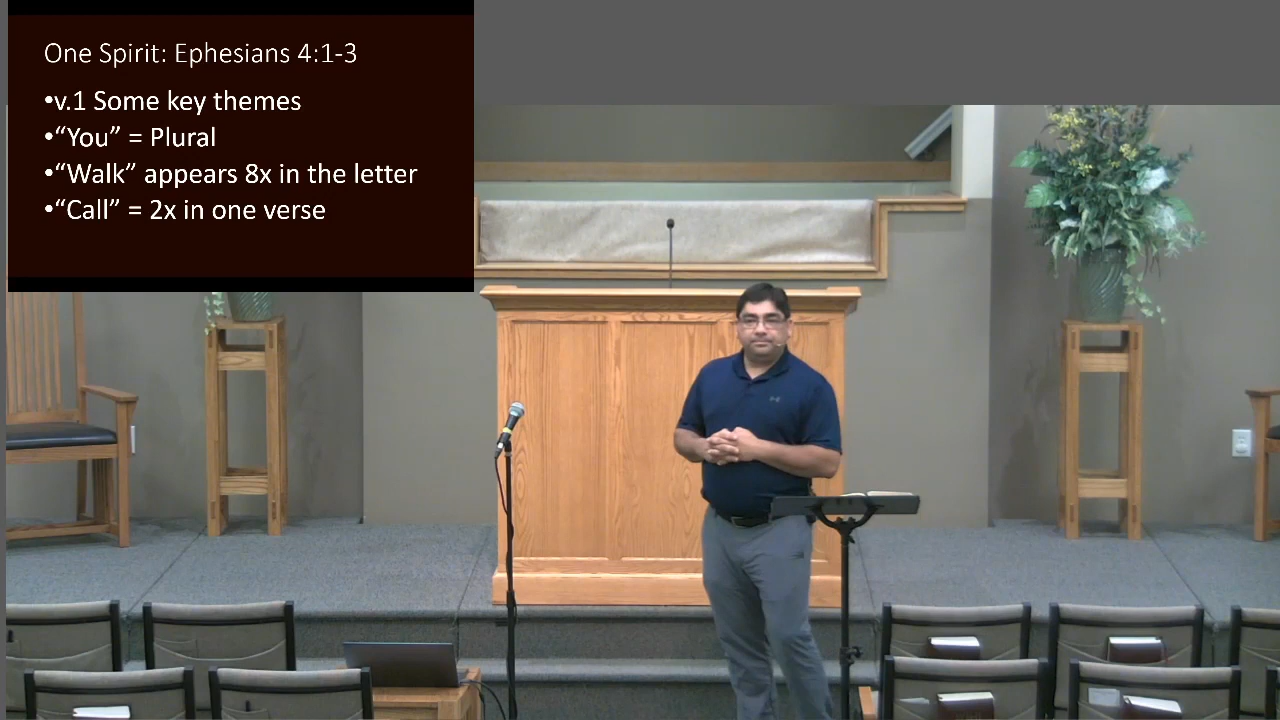 One Spirit: Ephesians 4:1-3
•v.1 Some key themes
•“You” = Plural
•“Walk” appears 8x in the letter
•“Call” = 2x in one verse